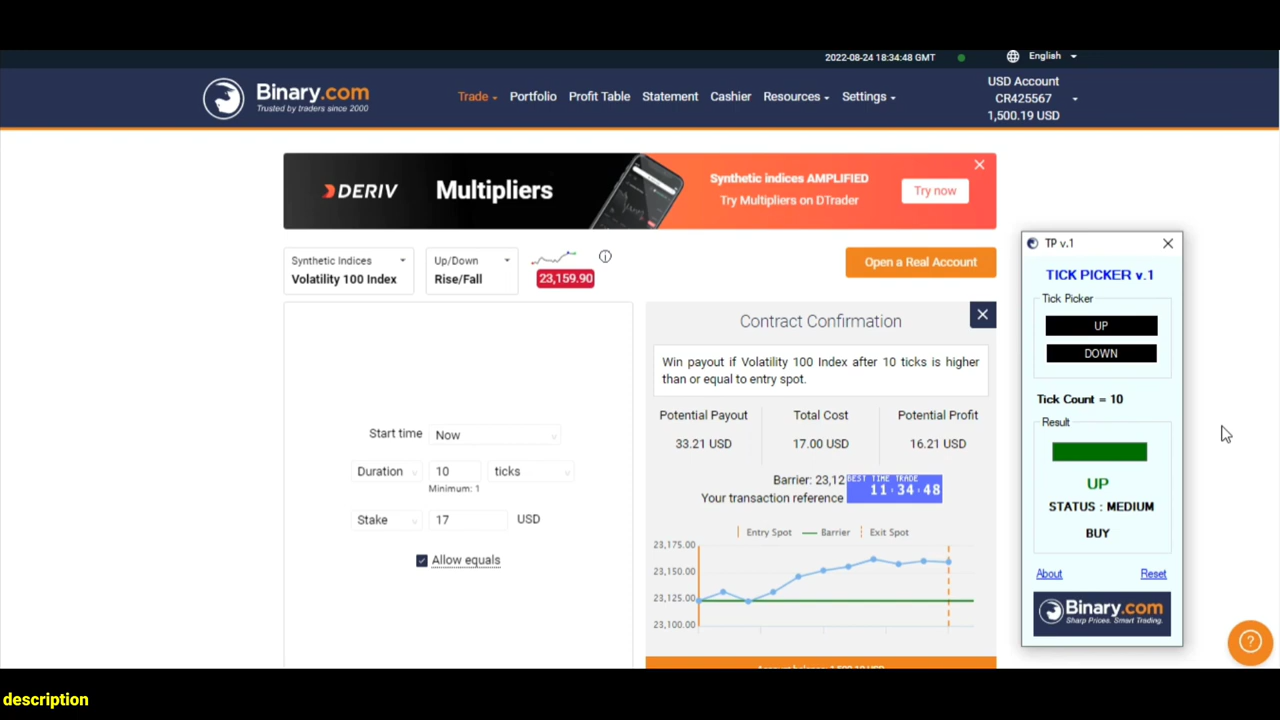 2022-08-24 18:34:48 GMT
English
Binary.com
Trusted by traders since 2000
Trade
Portfolio
Profit Table
Statement
Cashier
Resources
Settings
USD Account
CR425567
1,500.19 USD
DERIV
Multipliers
Synthetic indices AMPLIFIED
Try Multipliers on DTrader
Try now
Synthetic Indices
Volatility 100 Index
Up/Down
Rise/Fall
23,159.90
Open a Real Account
Start time
Now
Duration
10
ticks
Minimum: 1
Stake
17
USD
Allow equals
Contract Confirmation
Win payout if Volatility 100 Index after 10 ticks is higher
than or equal to entry spot.
Potential Payout
Total Cost
Potential Profit
33.21 USD
17.00 USD
16.21 USD
Barrier: 23,12
Your transaction reference
BEST TIME TRADE
11:34:48
Entry Spot
Barrier
Exit Spot
23,175.00
23,150.00
23,125.00
23,100.00
Account balance: 1,500.19 USD
TP v.1
TICK PICKER v.1
Tick Picker
UP
DOWN
Tick Count = 10
Result
UP
STATUS : MEDIUM
BUY
About
Reset
Binary.com
Sharp Prices. Smart Trading.
?
description